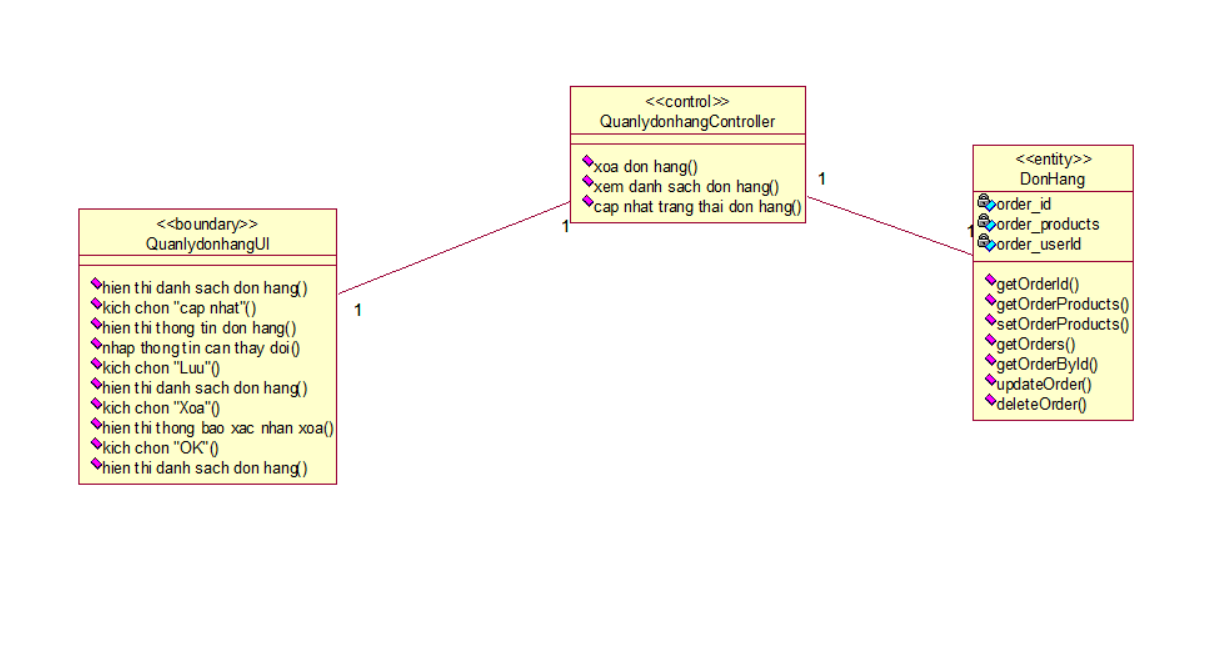 <<boundary>>
QuanlydonhangUI
hien thi danh sach don hang()
kich chon "cap nhat"()
hien thi thong tin don hang()
nhap thong tin can thay doi()
kich chon "Luu"()
hien thi danh sach don hang()
kich chon "Xoa"()
hien thi thong bao xac nhan xoa()
kich chon "OK"()
hien thi danh sach don hang()
1
1
<<control>>
QuanlydonhangController
xoa don hang()
xem danh sach don hang()
cap nhat trang thai don hang()
1
1
<<entity>>
DonHang
order_id
order_products
order_userId
getOrderId()
getOrderProducts()
setOrderProducts()
getOrders()
getOrderById()
updateOrder()
deleteOrder()